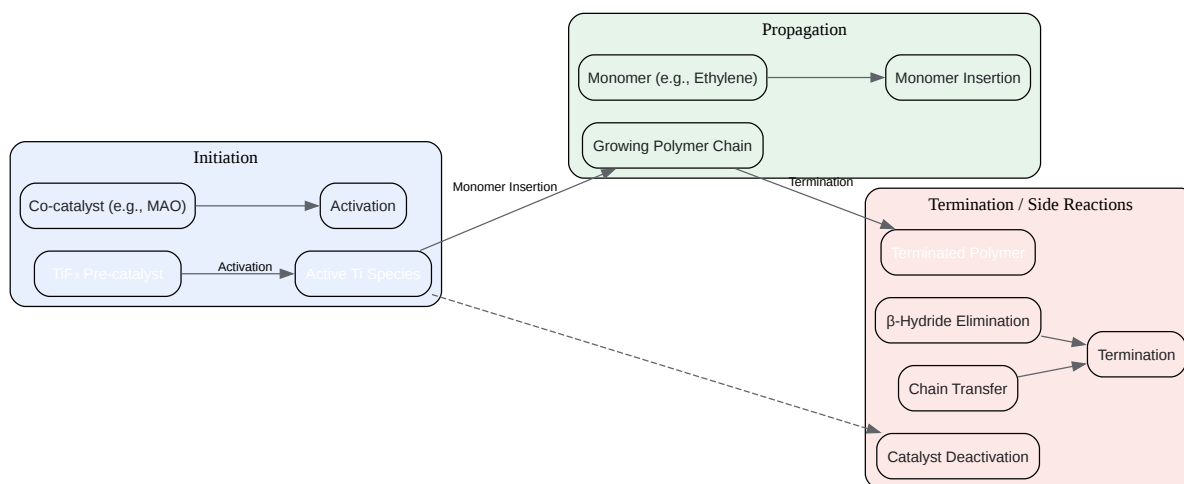 Propagation
Monomer (e.g., Ethylene)
Monomer Insertion
Growing Polymer Chain
Initiation
Co-catalyst (e.g., MAO)
Activation
TiF₃ Pre-catalyst
Activation
Active Ti Species
Monomer Insertion
Termination
Termination / Side Reactions
Terminated Polymer
β-Hydride Elimination
Termination
Chain Transfer
Catalyst Deactivation